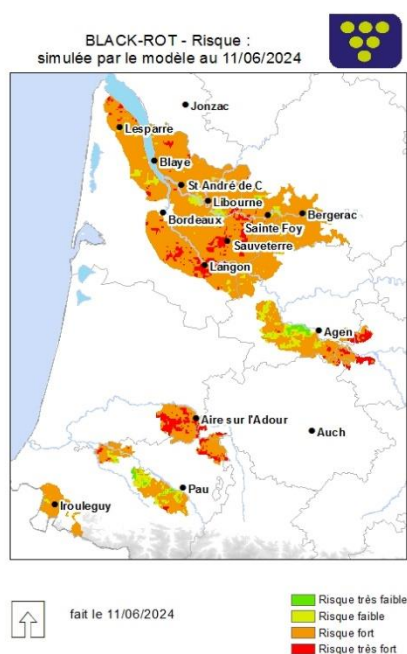 BLACK-ROT - Risque :
simulée par le modèle au 11/06/2024
Jonzac
Lesparre
Blaye
St André de C
Libourne
Bordeaux
Bergerac
Sainte Foy
Sauveterre
Langon
Agen
Aire sur l'Adour
Auch
Pau
Irouleguy
fait le 11/06/2024
Risque très faible
Risque faible
Risque fort
Risque très fort